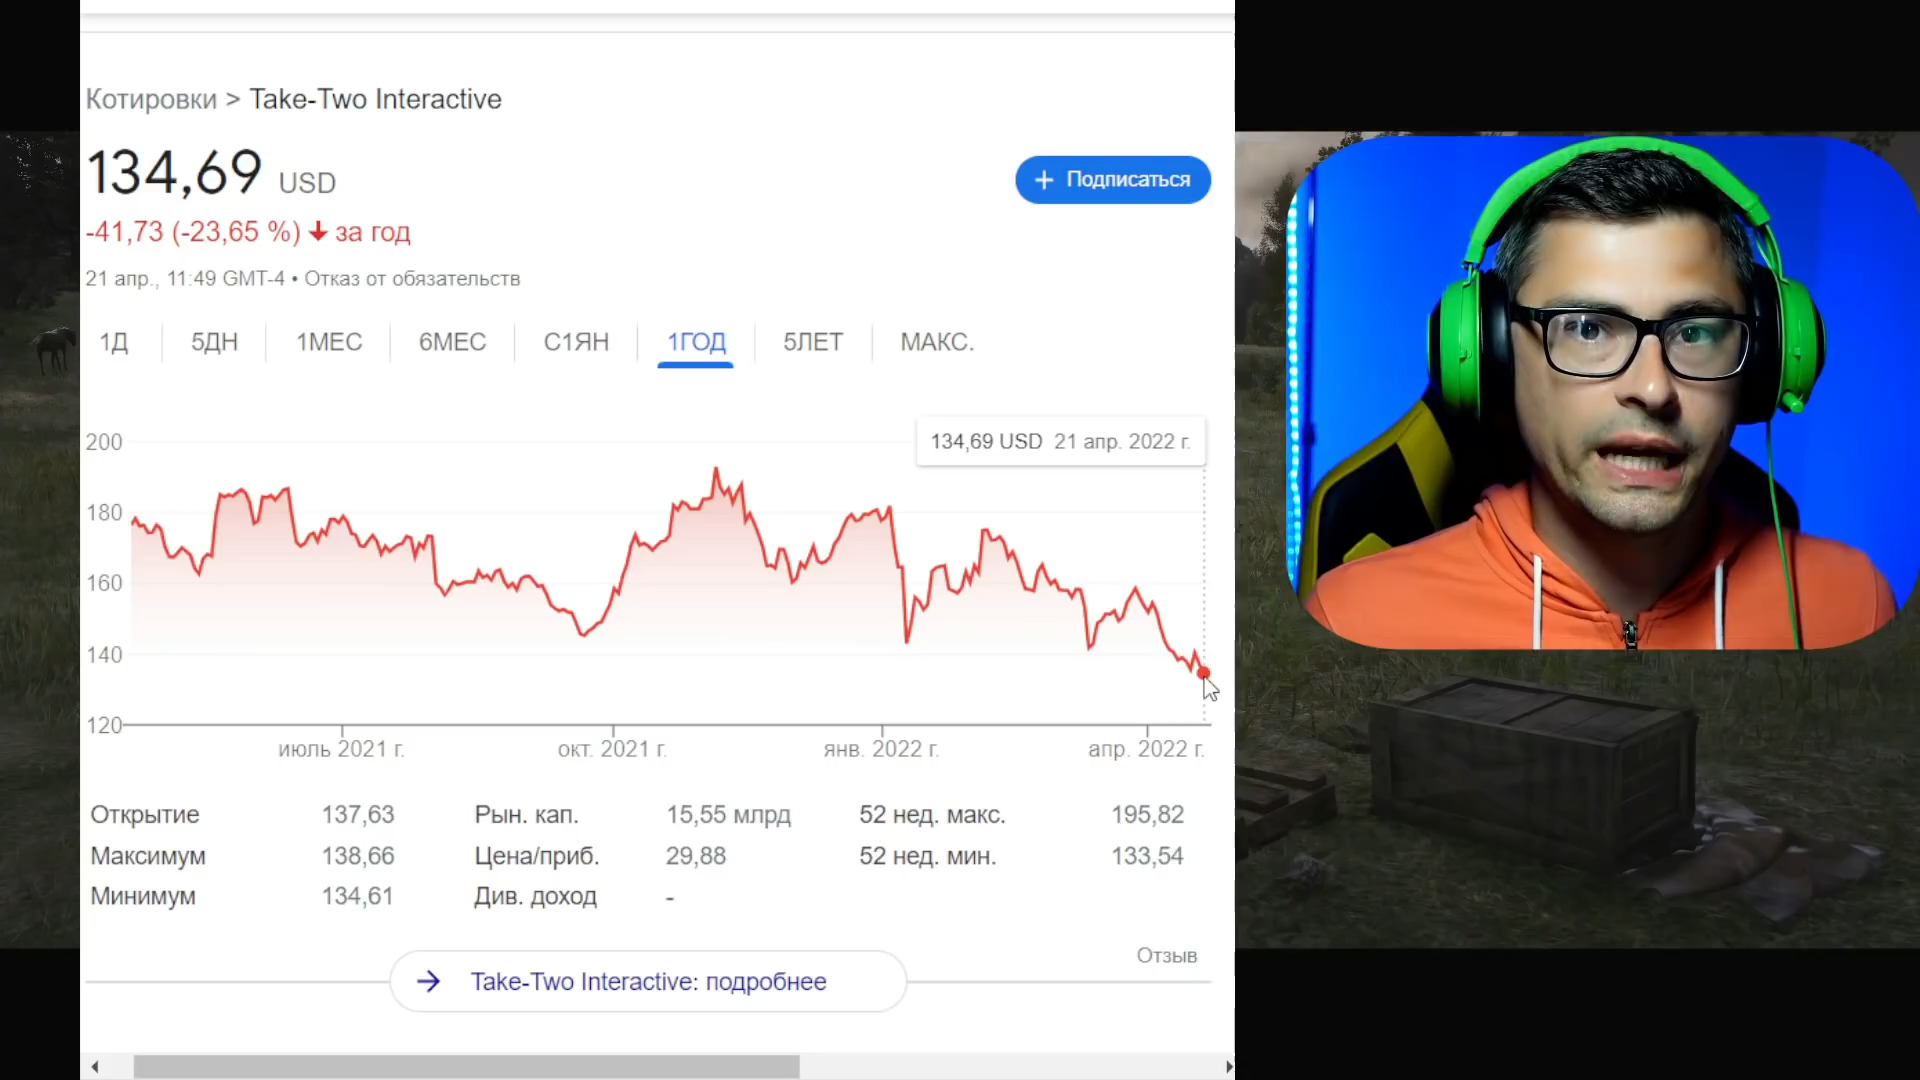 Котировки > Take-Two Interactive
134,69 USD
+ Подписаться
-41,73 (-23,65 %) за год
21 апр., 11:49 GMT-4 • Отказ от обязательств
1Д 5ДН 1МЕС 6МЕС С1ЯН 1ГОД 5ЛЕТ МАКС.
134,69 USD 21 апр. 2022 г.
200
180
160
140
120
июль 2021 г. окт. 2021 г. янв. 2022 г. апр. 2022 г.
Открытие 137,63 Рын. кап. 15,55 млрд 52 нед. макс. 195,82
Максимум 138,66 Цена/приб. 29,88 52 нед. мин. 133,54
Минимум 134,61 Див. доход -
Отзыв
Take-Two Interactive: подробнее